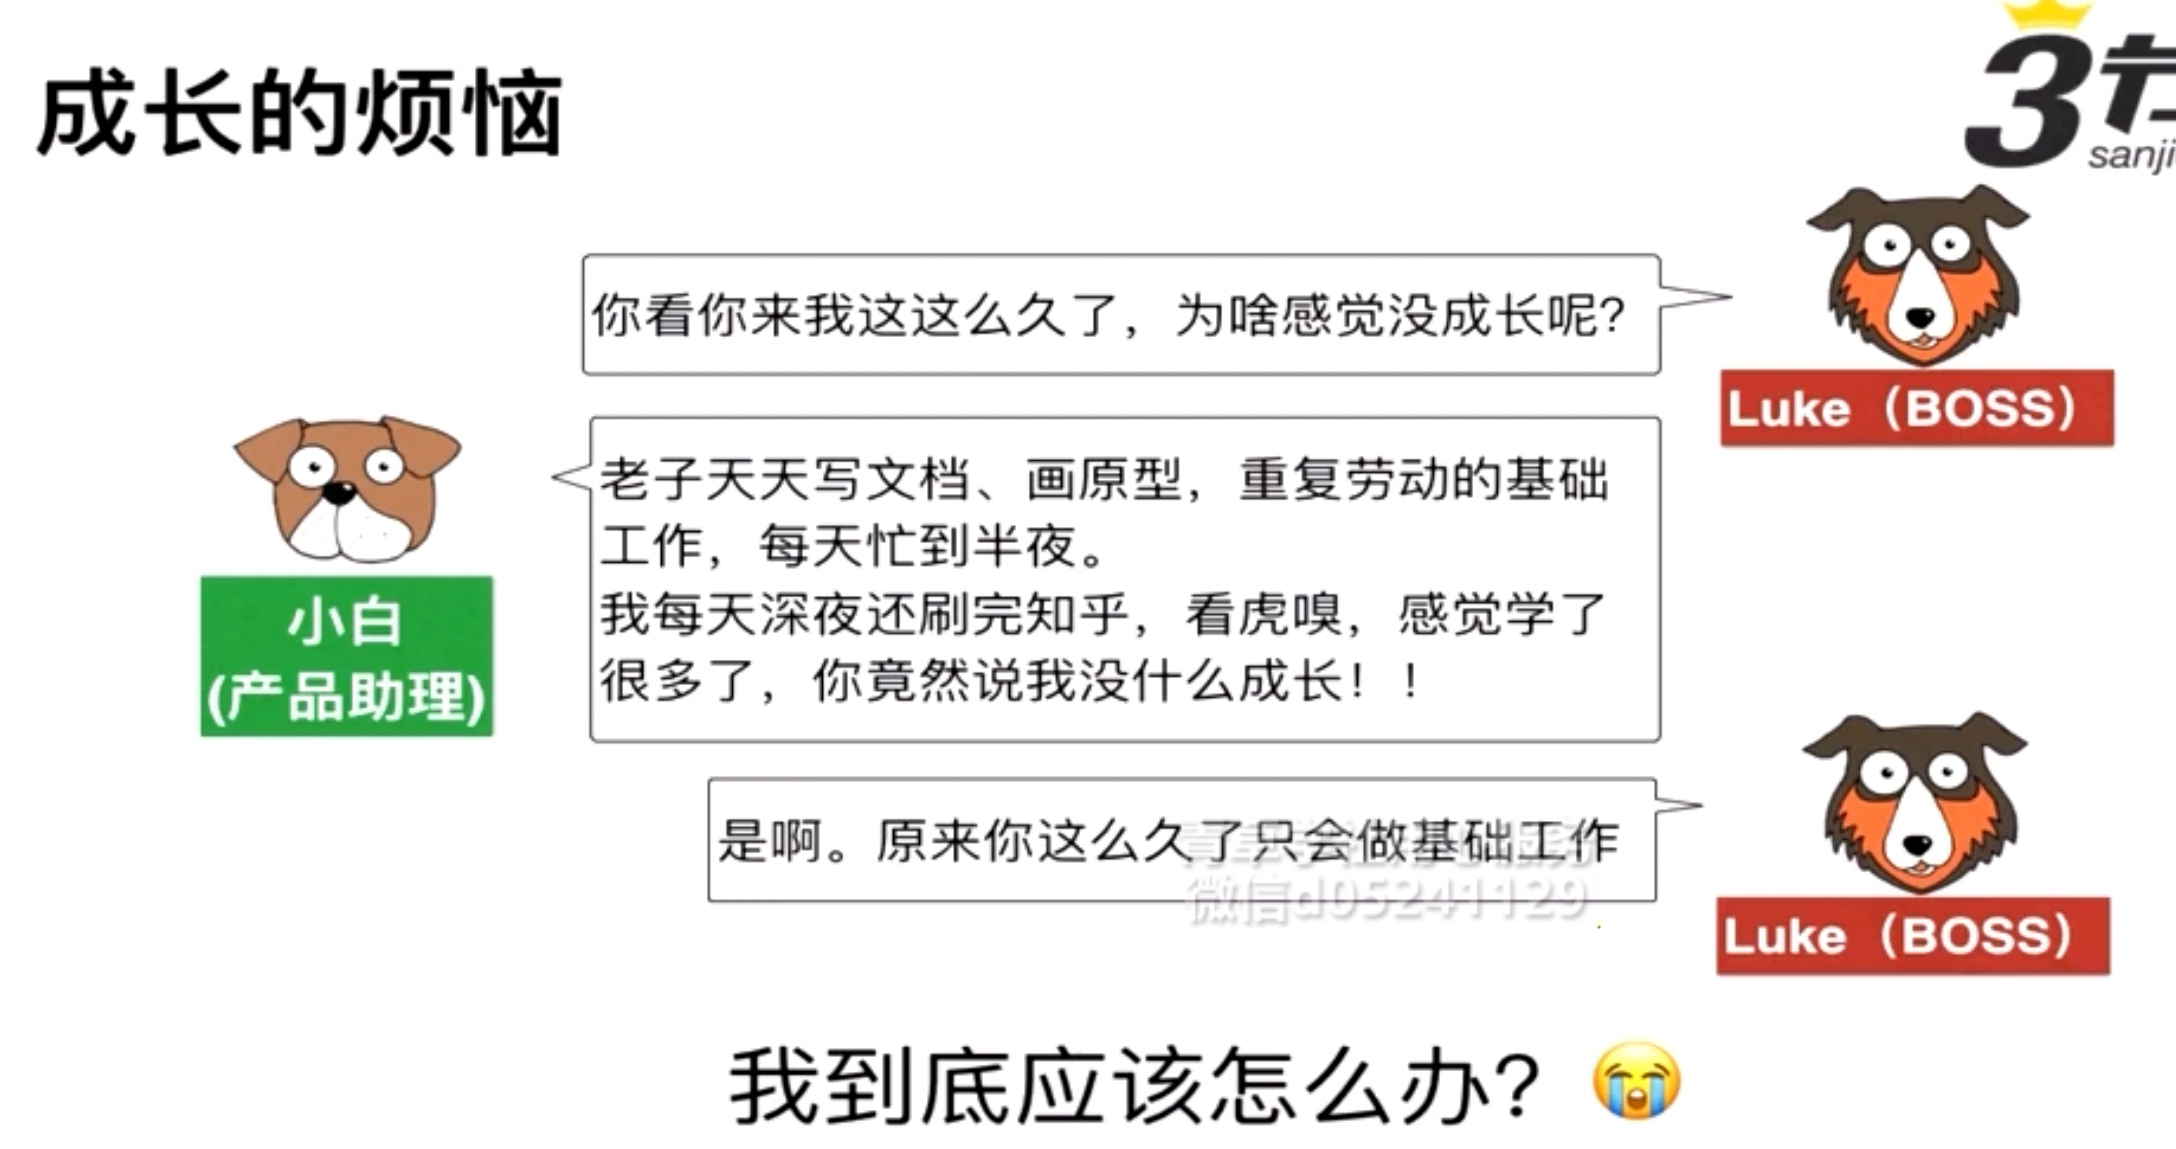 成长的烦恼
3节
sanji
你看你来我这这么久了，为啥感觉没成长呢?
Luke（BOSS）
老子天天写文档、画原型，重复劳动的基础
工作，每天忙到半夜。
我每天深夜还刷完知乎，看虎嗅，感觉学了
很多了，你竟然说我没什么成长！！
小白
(产品助理)
是啊。原来你这么久了只会做基础工作
微信d05241129
Luke（BOSS）
我到底应该怎么办?